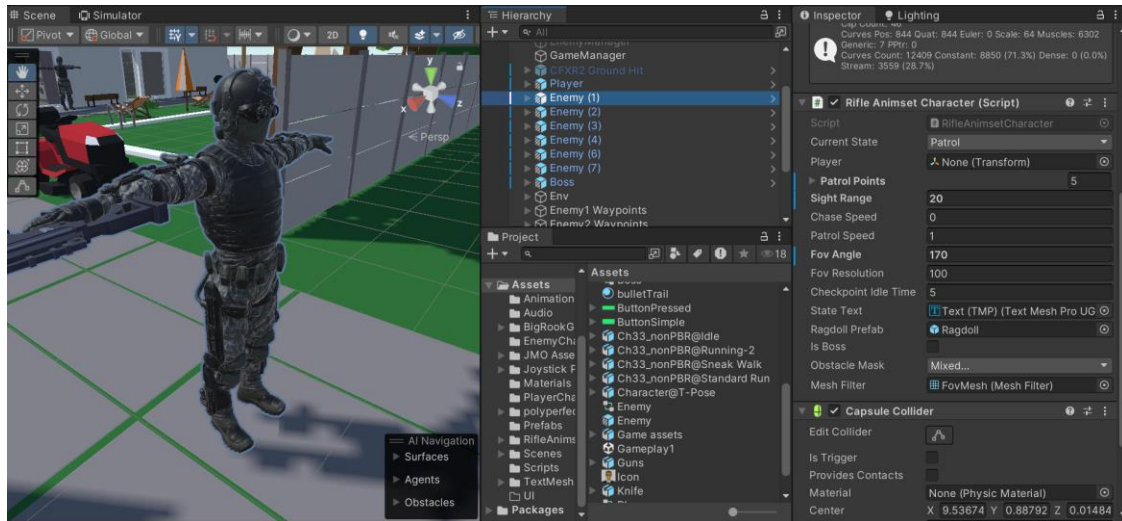 Scene
Simulator
Pivot
Global
2D
y
x
z
Persp
AI Navigation
Surfaces
Agents
Obstacles
Hierarchy
All
EnemyManager
GameManager
CFXR2 Ground Hit
Player
Enemy (1)
Enemy (2)
Enemy (3)
Enemy (4)
Enemy (6)
Enemy (7)
Boss
Env
Enemy1 Waypoints
Enemy2 Waypoints
Project
18
Assets
Animation
Audio
BigRookG
EnemyCha
JMO Asse
Joystick P
Materials
PlayerCha
polyperfec
Prefabs
RifleAnims
Scenes
Scripts
TextMesh
UI
Packages
Assets
Boss
bulletTrail
ButtonPressed
ButtonSimple
Ch33_nonPBR@Idle
Ch33_nonPBR@Running-2
Ch33_nonPBR@Sneak Walk
Ch33_nonPBR@Standard Run
Character@T-Pose
Enemy
Enemy
Game assets
Gameplay1
Guns
Icon
Knife
Inspector
Lighting
Clip Count: 46
Curves Pos: 844 Quat: 844 Euler: 0 Scale: 64 Muscles: 6302
Generic: 7 PPtr: 0
Curves Count: 12409 Constant: 8850 (71.3%) Dense: 0 (0.0%)
Stream: 3559 (28.7%)
Rifle Animset Character (Script)
Script RifleAnimsetCharacter
Current State Patrol
Player None (Transform)
Patrol Points 5
Sight Range 20
Chase Speed 0
Patrol Speed 1
Fov Angle 170
Fov Resolution 100
Checkpoint Idle Time 5
State Text Text (TMP) (Text Mesh Pro UG
Ragdoll Prefab Ragdoll
Is Boss
Obstacle Mask Mixed...
Mesh Filter FovMesh (Mesh Filter)
Capsule Collider
Edit Collider
Is Trigger
Provides Contacts
Material None (Physic Material)
Center X 9.53674 Y 0.88792 Z 0.01484